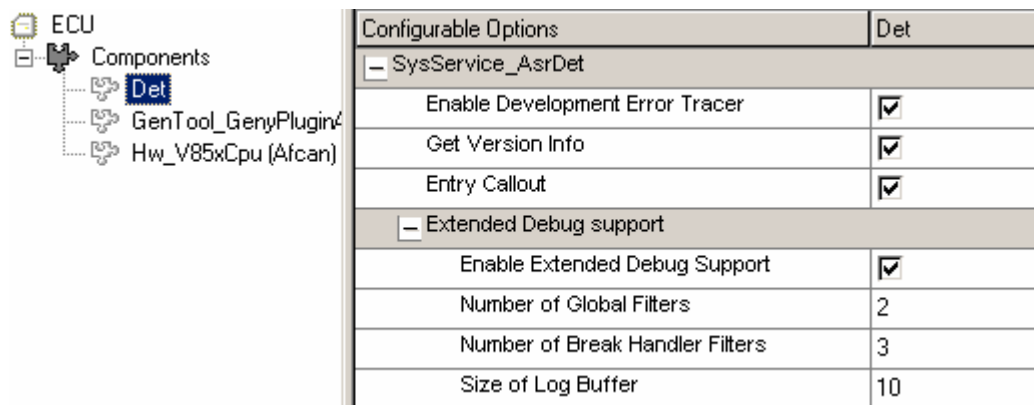 ECU
Components
Det
GenTool_GenyPluginA
Hw_V85xCpu (Afcan)
Configurable Options Det
SysService_AsrDet
Enable Development Error Tracer
Get Version Info
Entry Callout
Extended Debug support
Enable Extended Debug Support
Number of Global Filters 2
Number of Break Handler Filters 3
Size of Log Buffer 10